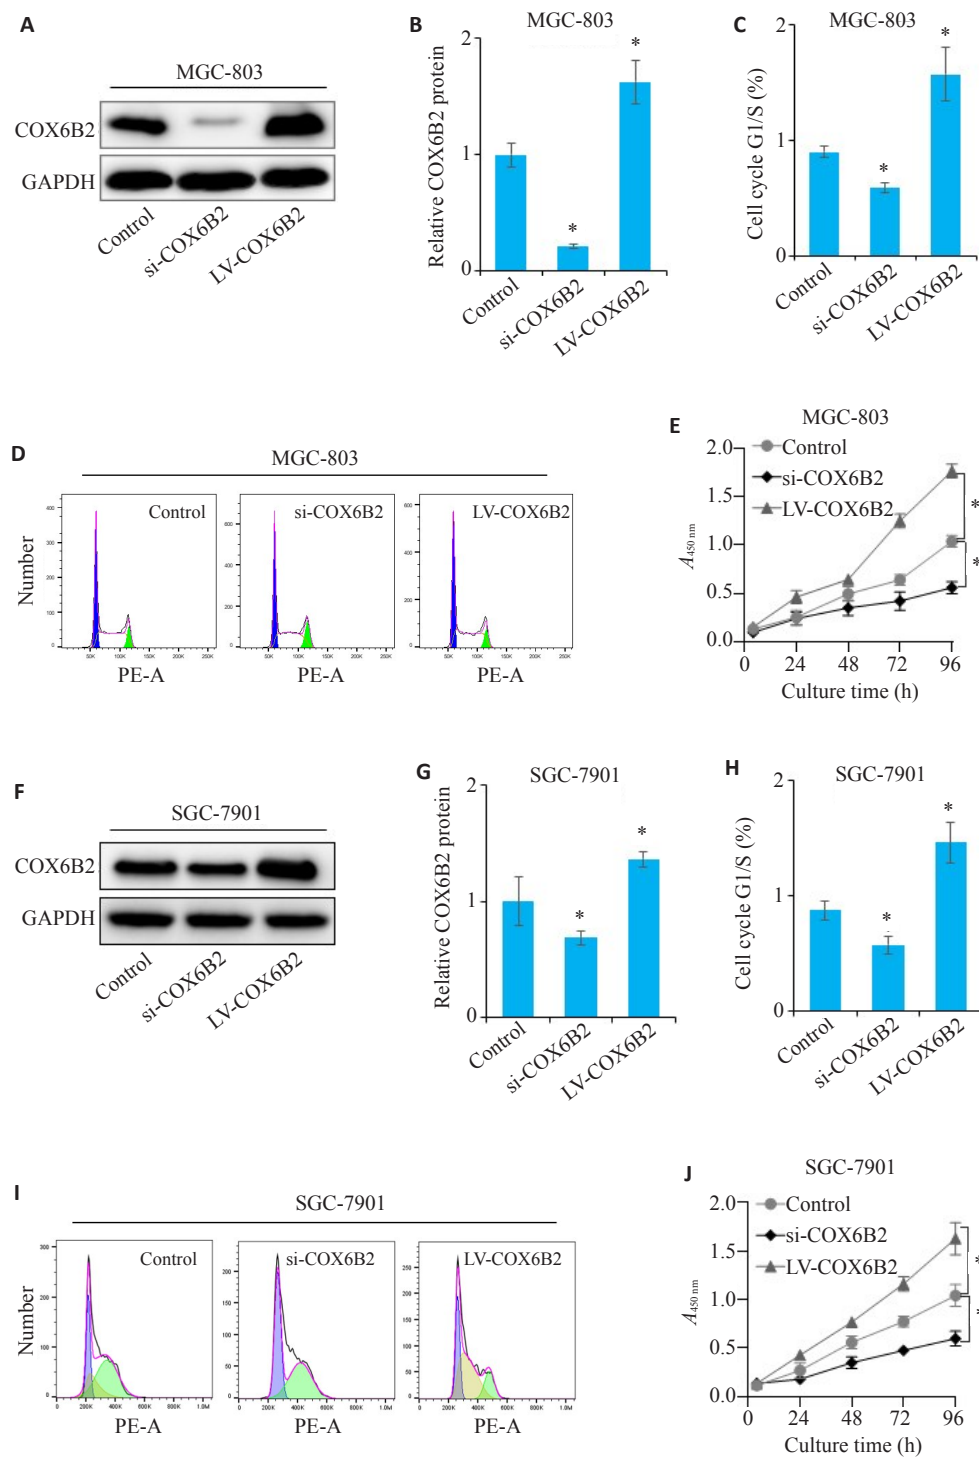 A
MGC-803
COX6B2
GAPDH
Control
si-COX6B2
LV-COX6B2
B
MGC-803
Relative COX6B2 protein
2
1
0
*
*
Control
si-COX6B2
LV-COX6B2
C
MGC-803
Cell cycle G1/S (%)
2
1
0
*
*
Control
si-COX6B2
LV-COX6B2
D
MGC-803
Number
Control
si-COX6B2
LV-COX6B2
PE-A
PE-A
PE-A
E
MGC-803
Control
si-COX6B2
LV-COX6B2
A450 nm
2.0
1.5
1.0
0.5
0.0
*
*
0 24 48 72 96
Culture time (h)
F
SGC-7901
COX6B2
GAPDH
Control
si-COX6B2
LV-COX6B2
G
SGC-7901
Relative COX6B2 protein
2
1
0
*
*
Control
si-COX6B2
LV-COX6B2
H
SGC-7901
Cell cycle G1/S (%)
2
1
0
*
*
Control
si-COX6B2
LV-COX6B2
I
SGC-7901
Number
Control
si-COX6B2
LV-COX6B2
PE-A
PE-A
PE-A
J
SGC-7901
Control
si-COX6B2
LV-COX6B2
A450 nm
2.0
1.5
1.0
0.5
0.0
0 24 48 72 96
Culture time (h)